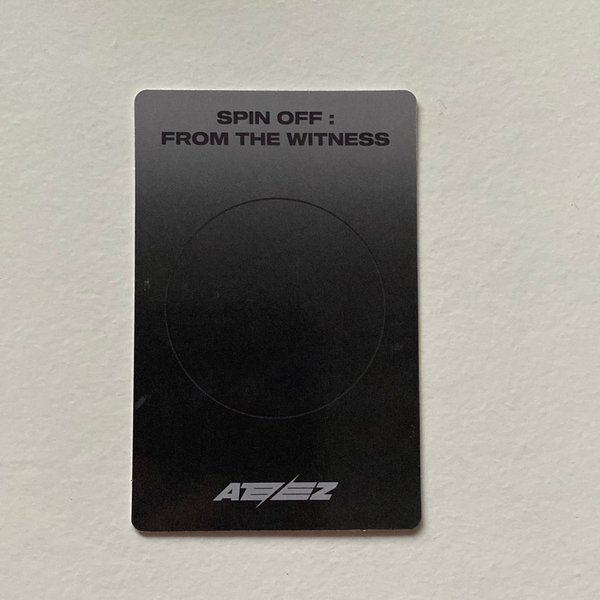 SPIN OFF :
FROM THE WITNESS
ATEEZ